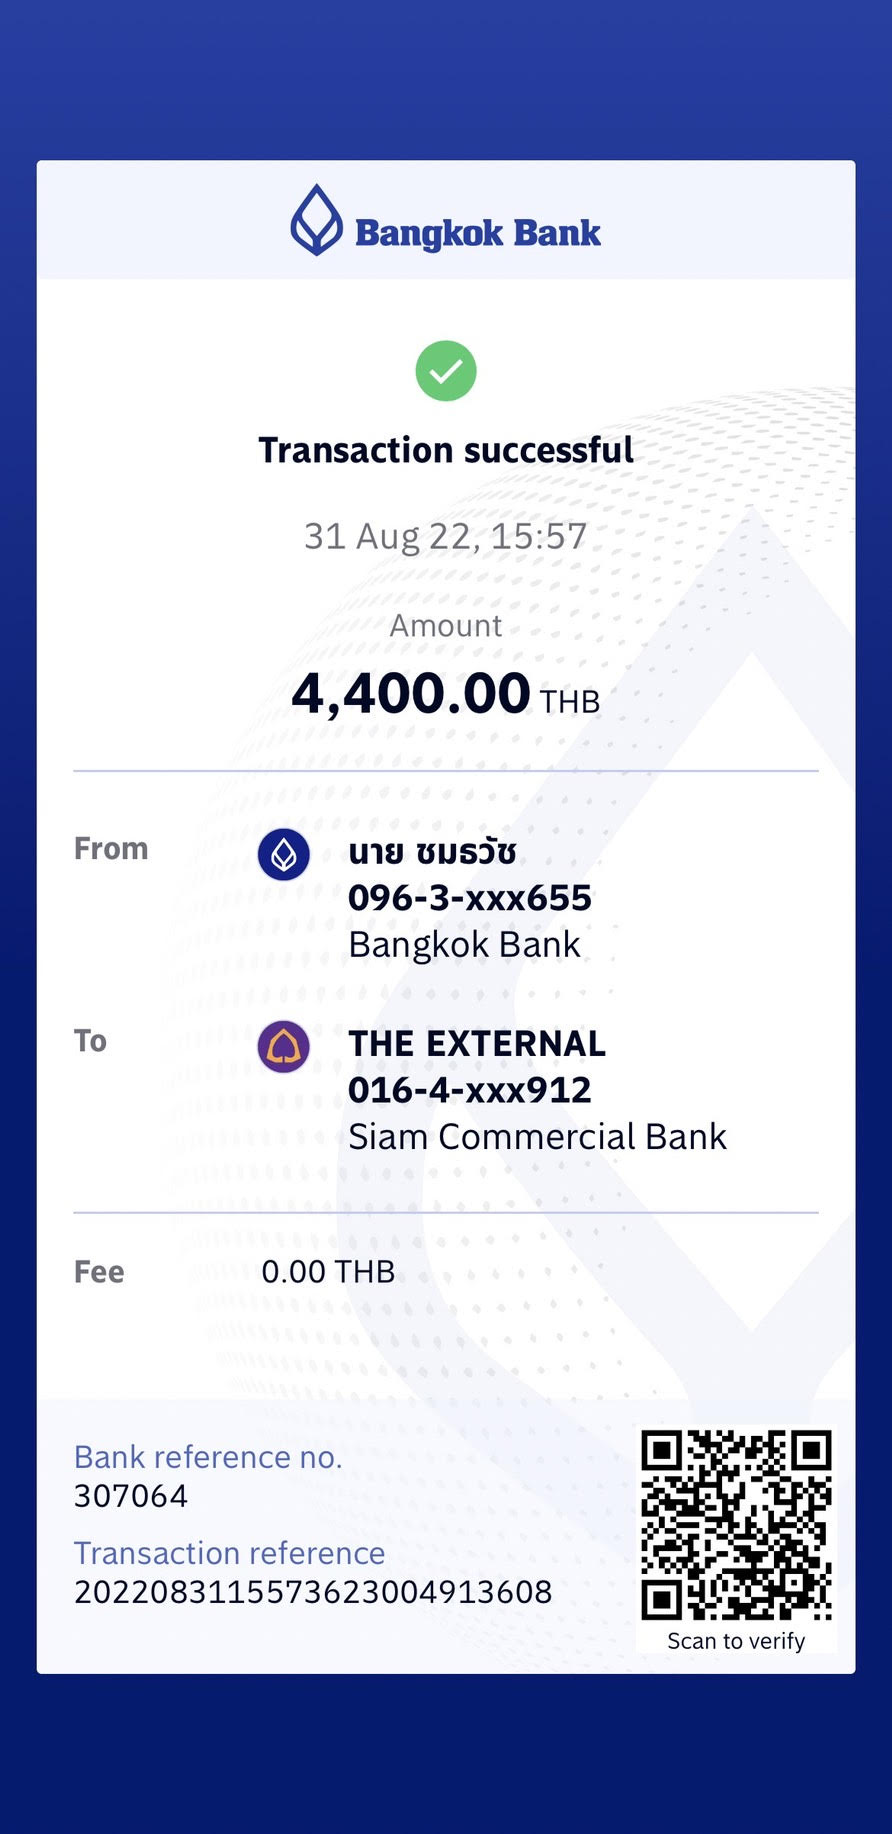 Bangkok Bank
Transaction successful
31 Aug 22, 15:57
Amount
4,400.00 THB
From
นาย ชมธวัช
096-3-xxx655
Bangkok Bank
To
THE EXTERNAL
016-4-xxx912
Siam Commercial Bank
Fee 0.00 THB
Bank reference no.
307064
Transaction reference
2022083115573623004913608
Scan to verify